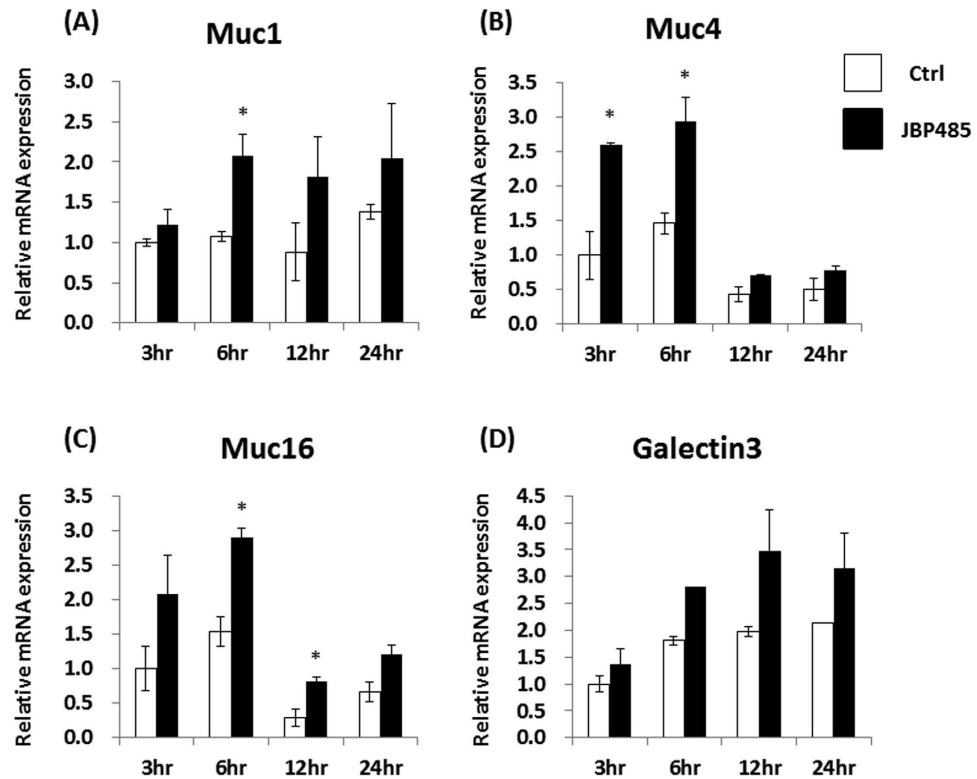 (A)
Muc1
Relative mRNA expression
3.0
2.5
2.0
1.5
1.0
0.5
0.0
*
3hr 6hr 12hr 24hr
(B)
Muc4
Relative mRNA expression
3.5
3.0
2.5
2.0
1.5
1.0
0.5
0.0
* *
3hr 6hr 12hr 24hr
Ctrl
JBP485
(C)
Muc16
Relative mRNA expression
3.5
3.0
2.5
2.0
1.5
1.0
0.5
0.0
* *
3hr 6hr 12hr 24hr
(D)
Galectin3
Relative mRNA expression
4.5
4.0
3.5
3.0
2.5
2.0
1.5
1.0
0.5
0.0
3hr 6hr 12hr 24hr